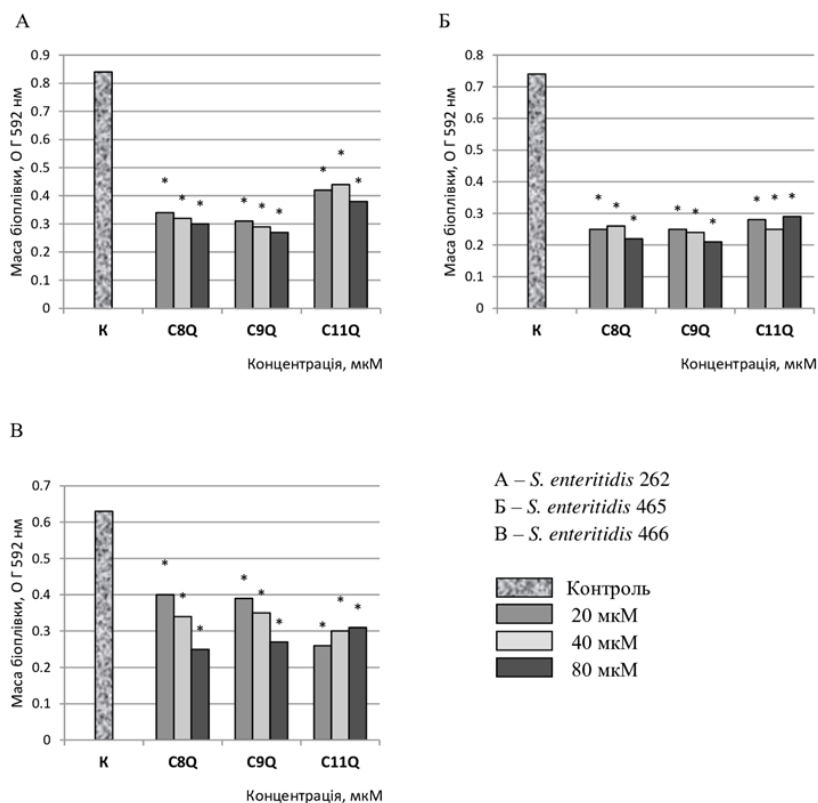 А
Маса біоплівки, О Г 592 нм
0.9
0.8
0.7
0.6
0.5
0.4
0.3
0.2
0.1
0
* * * * * * * * *
К C8Q C9Q C11Q
Концентрація, мкМ
Б
Маса біоплівки, О Г 592 нм
0.8
0.7
0.6
0.5
0.4
0.3
0.2
0.1
0
* * * * * * * * *
К C8Q C9Q C11Q
Концентрація, мкМ
В
Маса біоплівки, О Г 592 нм
0.7
0.6
0.5
0.4
0.3
0.2
0.1
0
* * * * * * * * *
К C8Q C9Q C11Q
Концентрація, мкМ
А – S. enteritidis 262
Б – S. enteritidis 465
В – S. enteritidis 466
Контроль
20 мкМ
40 мкМ
80 мкМ